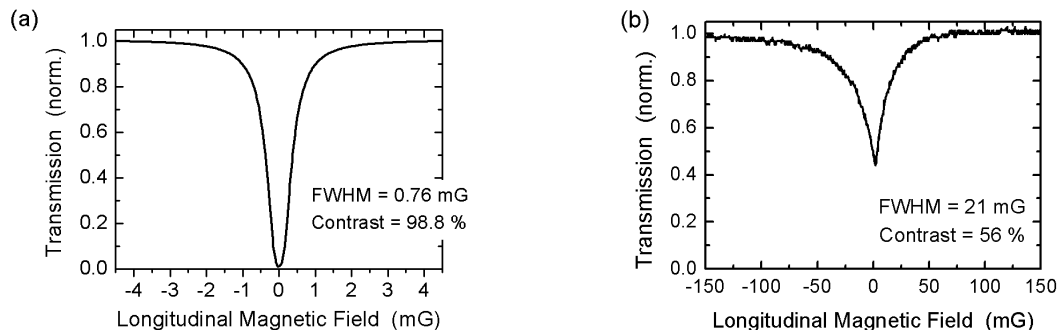 (a)
Transmission (norm.)
1.0
0.8
0.6
0.4
0.2
0.0
FWHM = 0.76 mG
Contrast = 98.8 %
-4 -3 -2 -1 0 1 2 3 4
Longitudinal Magnetic Field (mG)
(b)
Transmission (norm.)
1.0
0.8
0.6
0.4
0.2
0.0
FWHM = 21 mG
Contrast = 56 %
-150 -100 -50 0 50 100 150
Longitudinal Magnetic Field (mG)